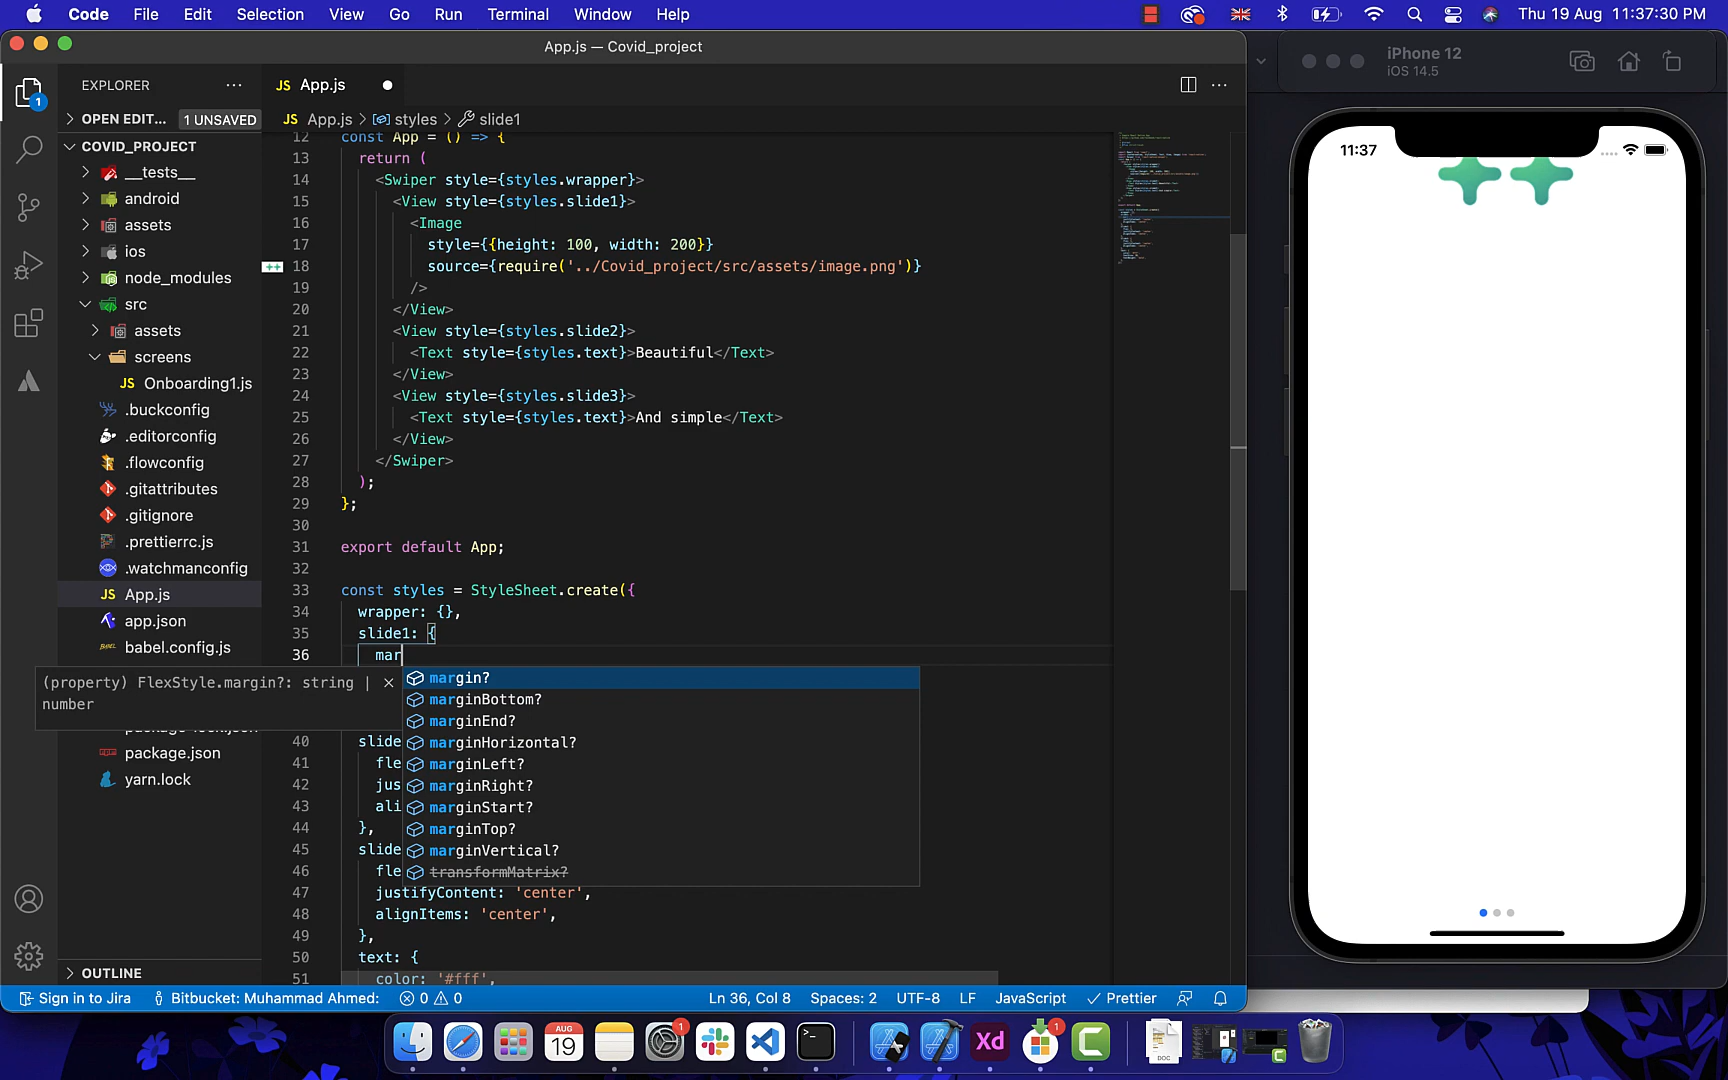 Code File Edit Selection View Go Run Terminal Window Help Thu 19 Aug 11:37:30 PM
App.js — Covid_project
iPhone 12
iOS 14.5
EXPLORER
JS App.js
1
OPEN EDIT... 1 UNSAVED
JS App.js > styles > slide1
COVID_PROJECT
__tests__
android
assets
ios
node_modules
src
assets
screens
JS Onboarding1.js
.buckconfig
.editorconfig
.flowconfig
.gitattributes
.gitignore
.prettierrc.js
.watchmanconfig
JS App.js
app.json
BABEL babel.config.js
package.json
yarn.lock
OUTLINE
12 const App = () => {
13 return (
14 <Swiper style={styles.wrapper}>
15 <View style={styles.slide1}>
16 <Image
17 style={{height: 100, width: 200}}
18 source={require('../Covid_project/src/assets/image.png')}
19 />
20 </View>
21 <View style={styles.slide2}>
22 <Text style={styles.text}>Beautiful</Text>
23 </View>
24 <View style={styles.slide3}>
25 <Text style={styles.text}>And simple</Text>
26 </View>
27 </Swiper>
28 );
29 };
30
31 export default App;
32
33 const styles = StyleSheet.create({
34 wrapper: {},
35 slide1: {
36 mar
(property) FlexStyle.margin?: string |
number
margin?
marginBottom?
marginEnd?
marginHorizontal?
marginLeft?
marginRight?
marginStart?
marginTop?
marginVertical?
transformMatrix?
40 slide
41 fle
42 jus
43 ali
44 },
45 slide
46 fle
47 justifyContent: 'center',
48 alignItems: 'center',
49 },
50 text: {
51 color: '#fff',
Sign in to Jira Bitbucket: Muhammad Ahmed: 0 0 Ln 36, Col 8 Spaces: 2 UTF-8 LF JavaScript Prettier
11:37
AUG
19
1
Xd
1
DOC